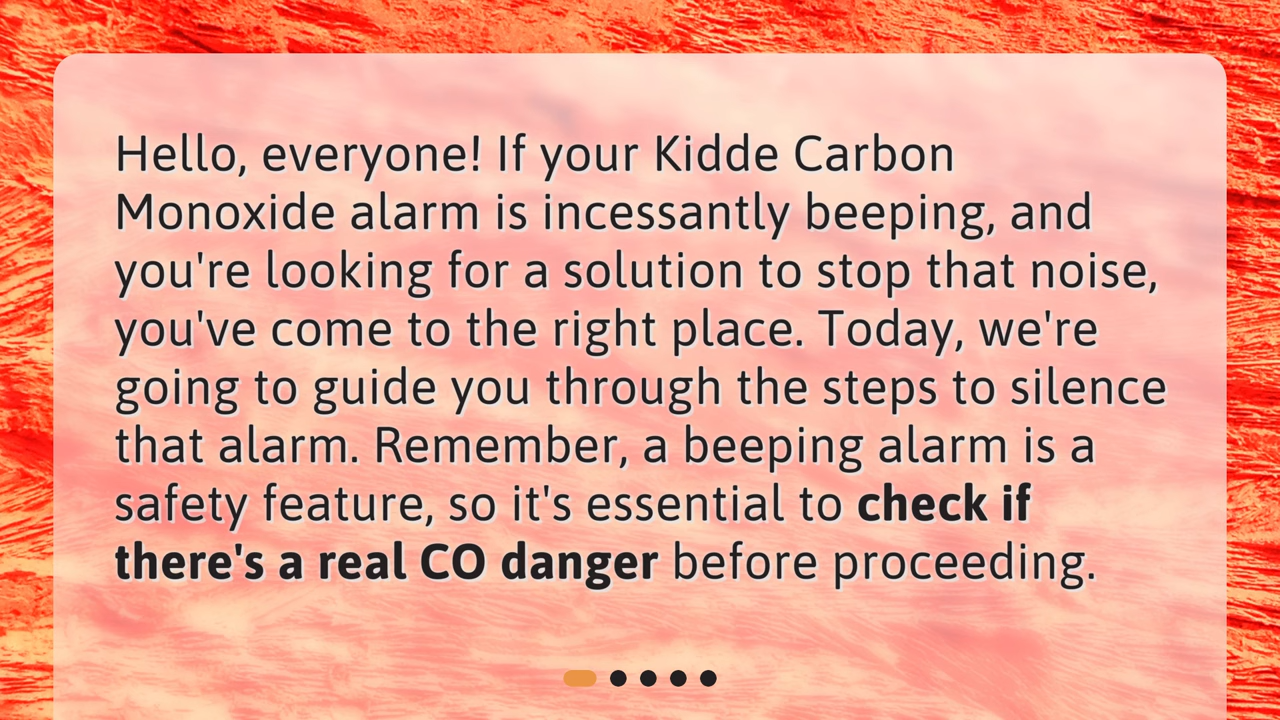 Hello, everyone! If your Kidde Carbon
Monoxide alarm is incessantly beeping, and
you're looking for a solution to stop that noise,
you've come to the right place. Today, we're
going to guide you through the steps to silence
that alarm. Remember, a beeping alarm is a
safety feature, so it's essential to check if
there's a real CO danger before proceeding.